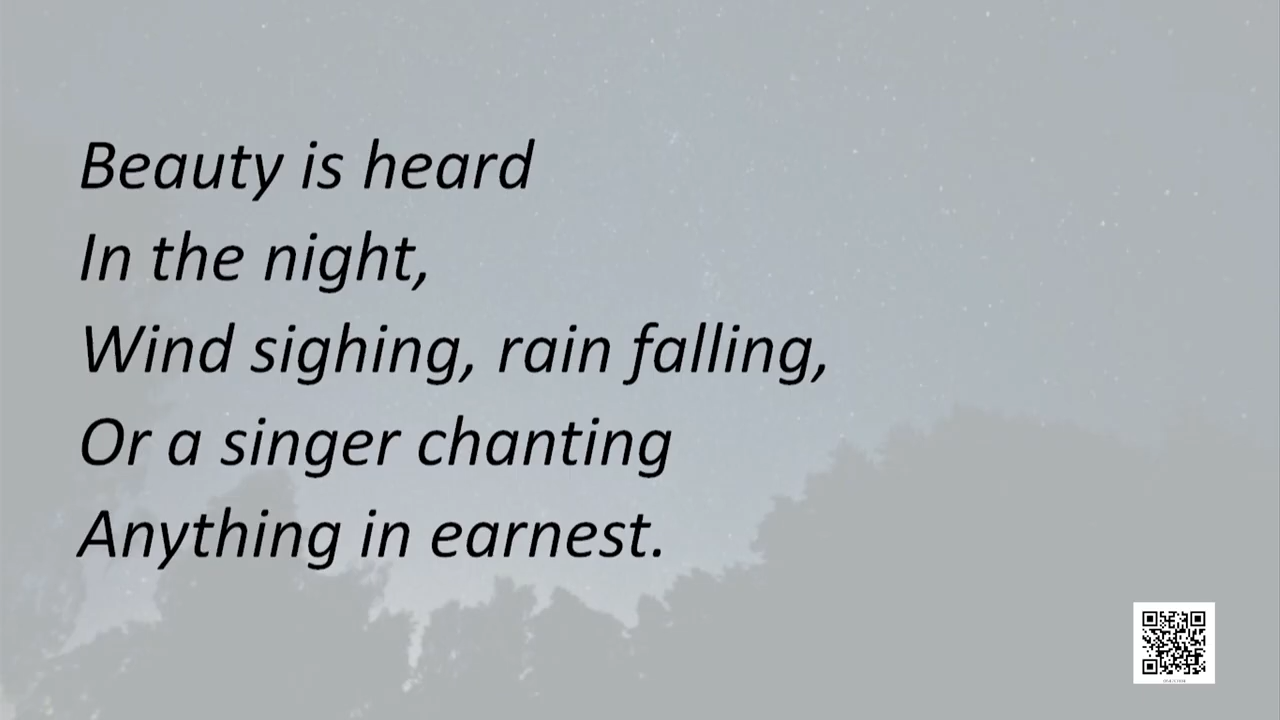 Beauty is heard
In the night,
Wind sighing, rain falling,
Or a singer chanting
Anything in earnest.